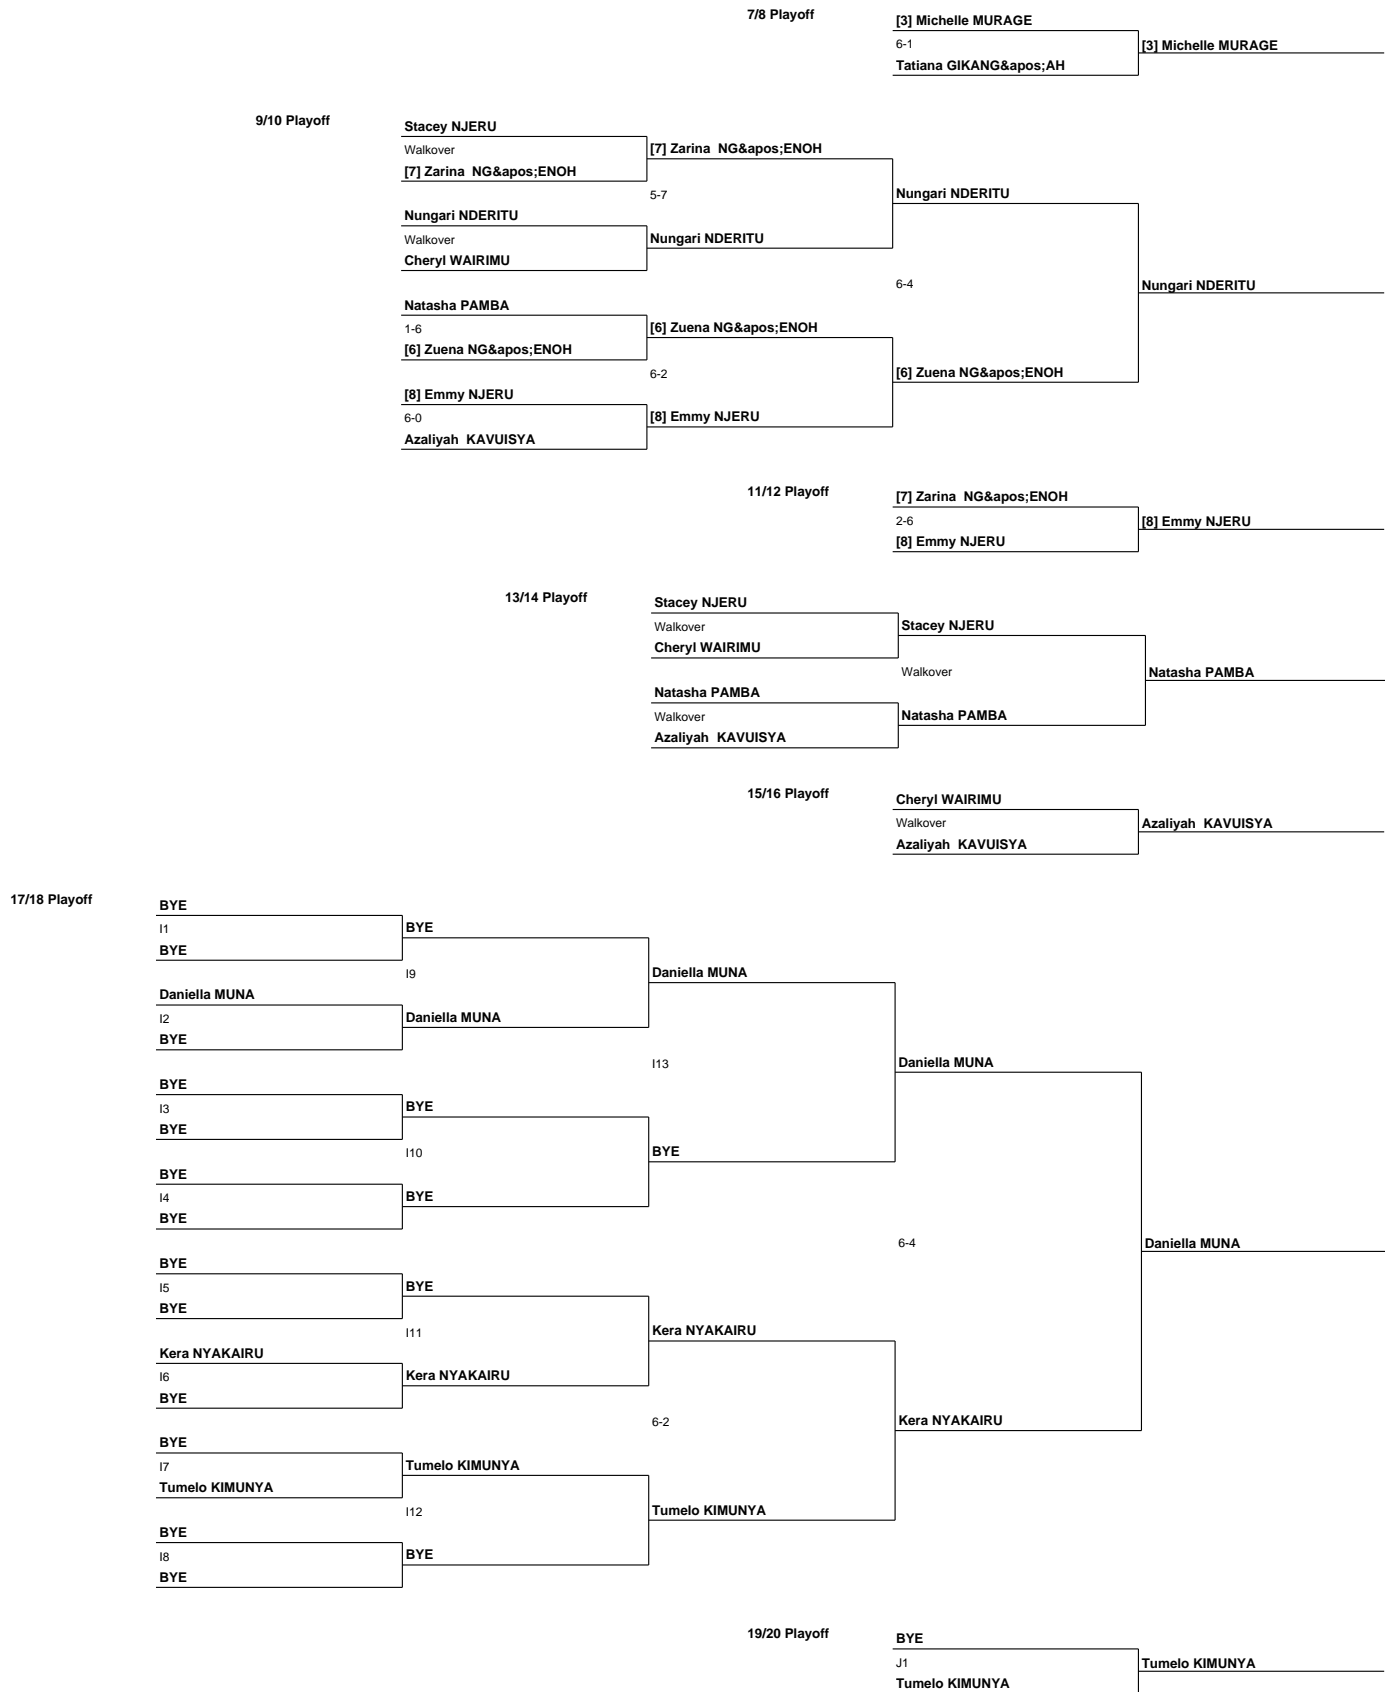 7/8 Playoff
[3] Michelle MURAGE
6-1
[3] Michelle MURAGE
Tatiana GIKANG&apos;AH
9/10 Playoff
Stacey NJERU
Walkover
[7] Zarina  NG&apos;ENOH
[7] Zarina  NG&apos;ENOH
5-7
Nungari NDERITU
Nungari NDERITU
Walkover
Nungari NDERITU
Cheryl WAIRIMU
6-4
Nungari NDERITU
Natasha PAMBA
1-6
[6] Zuena NG&apos;ENOH
[6] Zuena NG&apos;ENOH
6-2
[6] Zuena NG&apos;ENOH
[8] Emmy NJERU
6-0
[8] Emmy NJERU
Azaliyah  KAVUISYA
11/12 Playoff
[7] Zarina  NG&apos;ENOH
2-6
[8] Emmy NJERU
[8] Emmy NJERU
13/14 Playoff
Stacey NJERU
Walkover
Stacey NJERU
Cheryl WAIRIMU
Walkover
Natasha PAMBA
Natasha PAMBA
Walkover
Natasha PAMBA
Azaliyah  KAVUISYA
15/16 Playoff
Cheryl WAIRIMU
Walkover
Azaliyah  KAVUISYA
Azaliyah  KAVUISYA
17/18 Playoff
BYE
I1
BYE
BYE
I9
Daniella MUNA
Daniella MUNA
I2
Daniella MUNA
BYE
I13
Daniella MUNA
BYE
I3
BYE
BYE
I10
BYE
BYE
I4
BYE
BYE
6-4
Daniella MUNA
BYE
I5
BYE
BYE
I11
Kera NYAKAIRU
Kera NYAKAIRU
I6
Kera NYAKAIRU
BYE
6-2
Kera NYAKAIRU
BYE
I7
Tumelo KIMUNYA
Tumelo KIMUNYA
I12
Tumelo KIMUNYA
BYE
I8
BYE
BYE
19/20 Playoff
BYE
J1
Tumelo KIMUNYA
Tumelo KIMUNYA